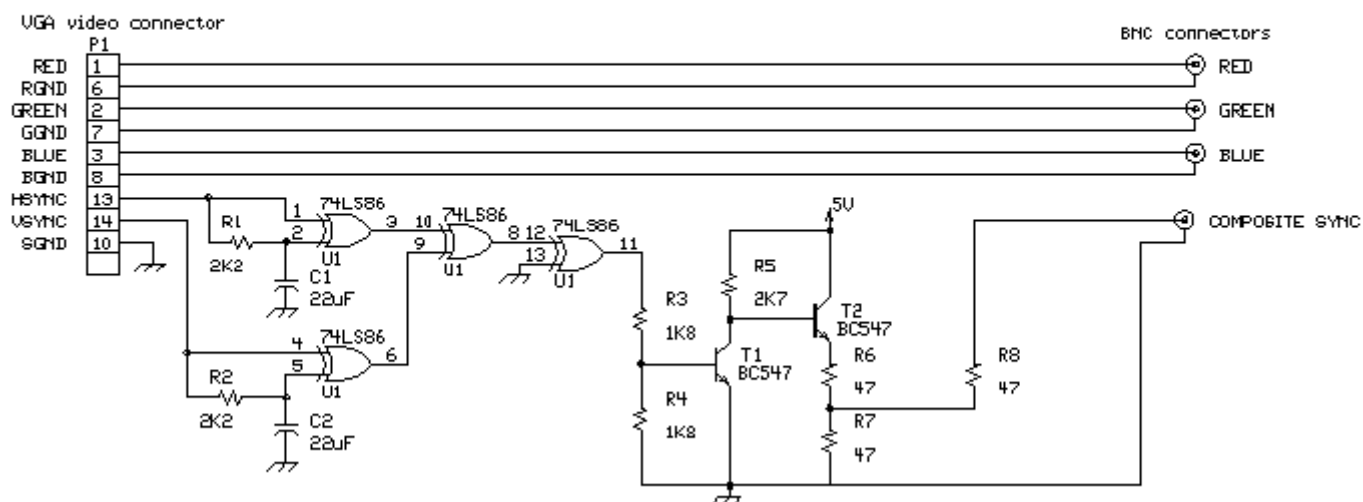 VGA video connector
BNC connectors
P1
RED 1 RED
RGND 6
GREEN 2 GREEN
GGND 7
BLUE 3 BLUE
BGND 8
HSYNC 13
VSYNC 14
SGND 10
COMPOSITE SYNC
5V
74LS86
1
2
3
U1
74LS86
10
9
8
U1
74LS86
12
13
11
U1
R1
2K2
C1
22uF
74LS86
4
5
6
U1
R2
2K2
C2
22uF
R3
1K8
R4
1K8
R5
2K7
T1
BC547
T2
BC547
R6
47
R7
47
R8
47